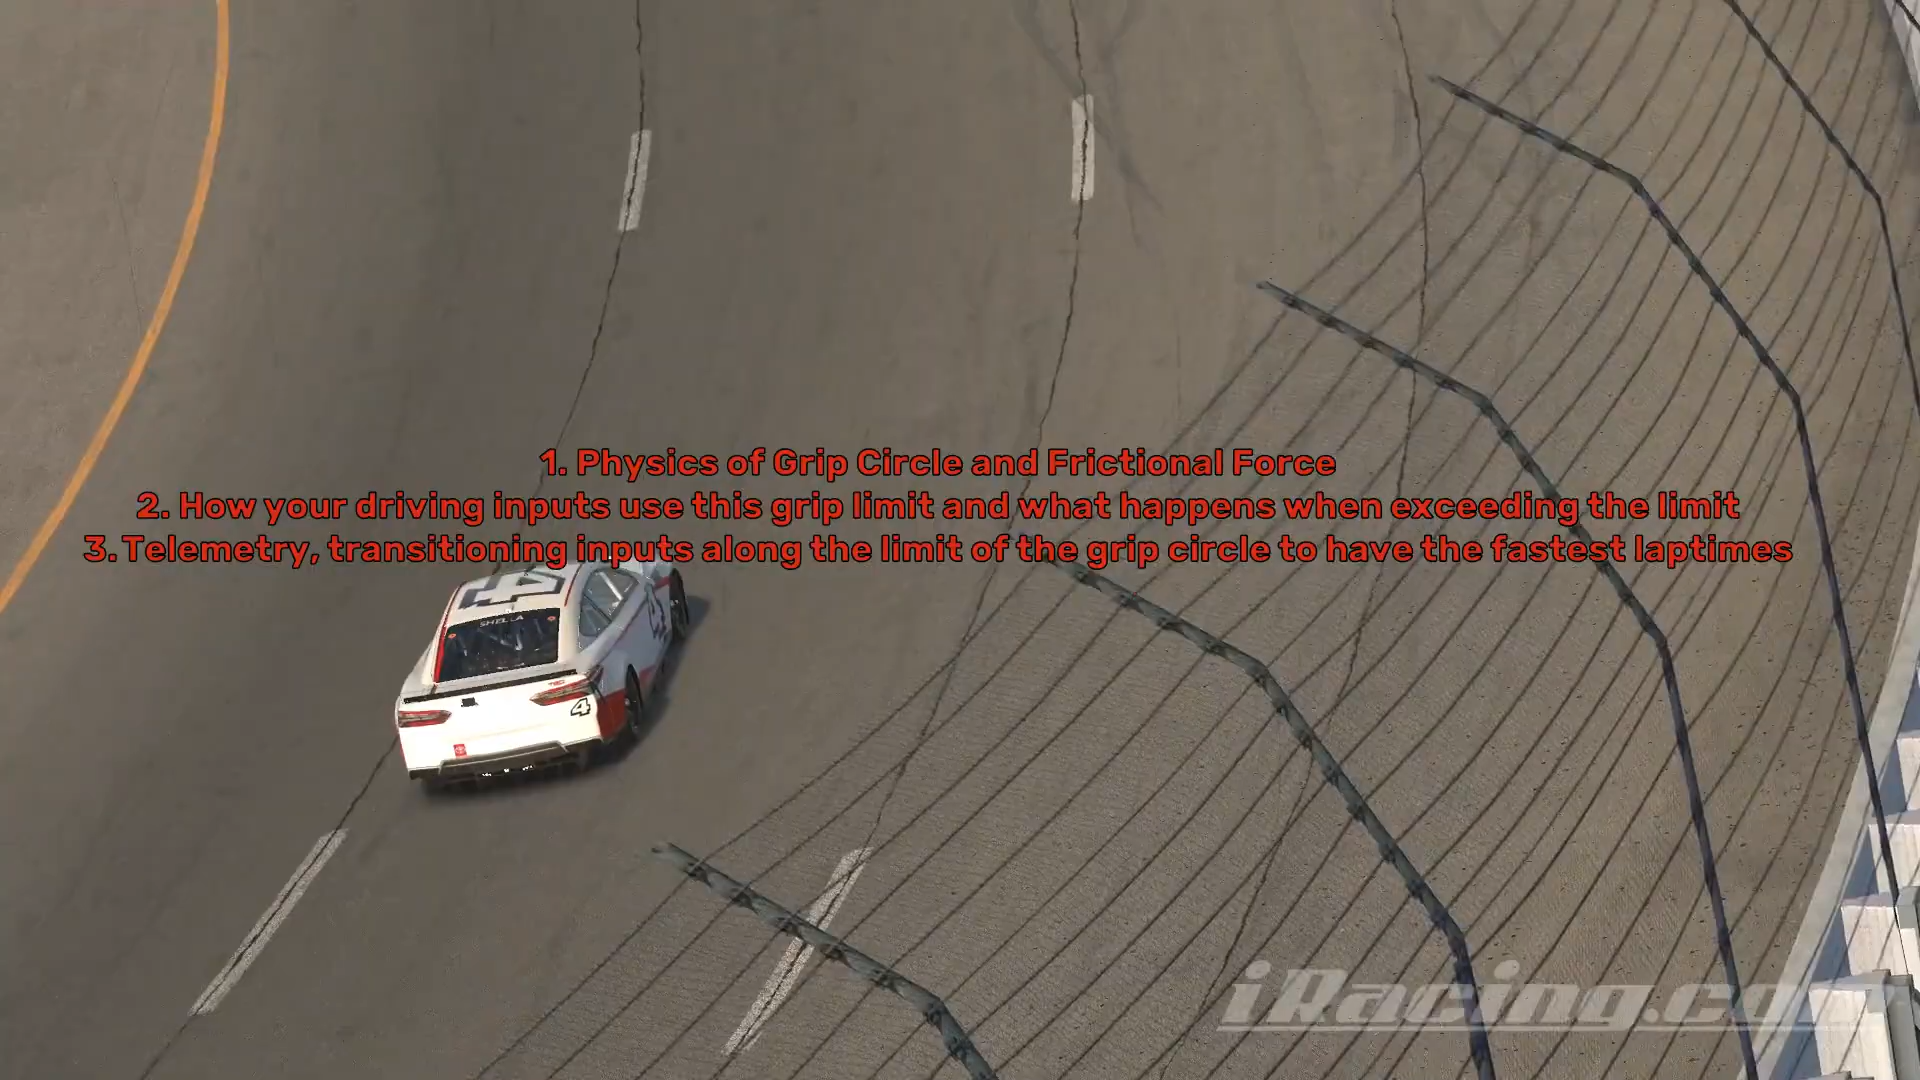 1. Physics of Grip Circle and Frictional Force
2. How your driving inputs use this grip limit and what happens when exceeding the limit
3. Telemetry, transitioning inputs along the limit of the grip circle to have the fastest laptimes
4
4
iRacing.com